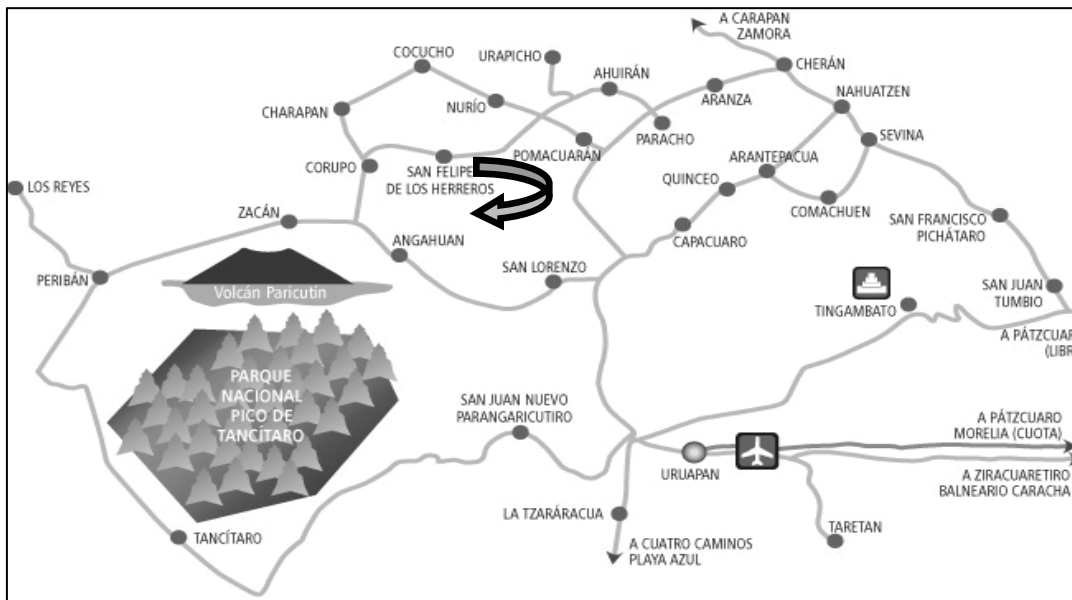 A CARAPAN
ZAMORA
COCUCHO
URAPICHO
AHUIRÁN
CHERÁN
CHARAPAN
NURÍO
ARANZA
NAHUATZEN
PARACHO
SEVINA
CORUPO
SAN FELIPE
DE LOS HERREROS
POMACUARÁN
ARANTEPACUA
QUINCEO
LOS REYES
COMACHUEN
ZACÁN
SAN FRANCISCO
PICHÁTARO
ANGAHUAN
CAPACUARO
PERIBÁN
SAN LORENZO
Volcán Paricutín
SAN JUAN
TUMBIO
TINGAMBATO
A PÁTZCUAR
(LIBR
PARQUE
NACIONAL
PICO DE
TANCÍTARO
SAN JUAN NUEVO
PARANGARICUTIRO
A PÁTZCUARO
MORELIA (CUOTA)
URUAPAN
A ZIRACUARETIRO
BALNEARIO CARACHA
LA TZARÁRACUA
TARETAN
TANCÍTARO
A CUATRO CAMINOS
PLAYA AZUL